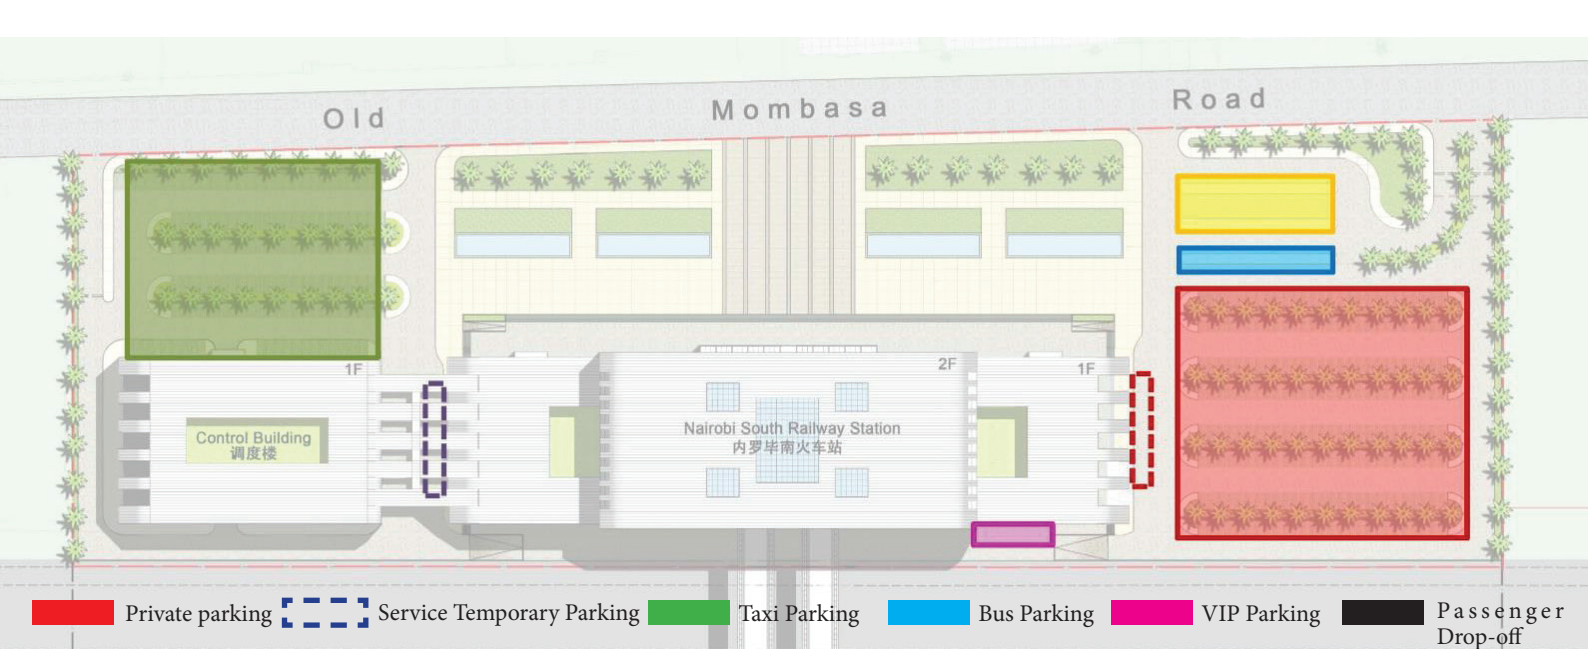 Old Mombasa Road
1F
2F
1F
Control Building
调度楼
Nairobi South Railway Station
内罗毕南火车站
Private parking
Service Temporary Parking
Taxi Parking
Bus Parking
VIP Parking
Passenger
Drop-off